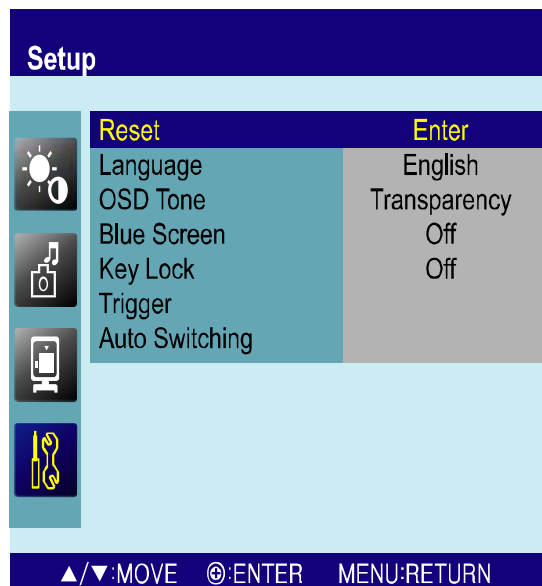 Setup
Reset Enter
Language English
OSD Tone Transparency
Blue Screen Off
Key Lock Off
Trigger
Auto Switching
▲/▼:MOVE ⊕:ENTER MENU:RETURN